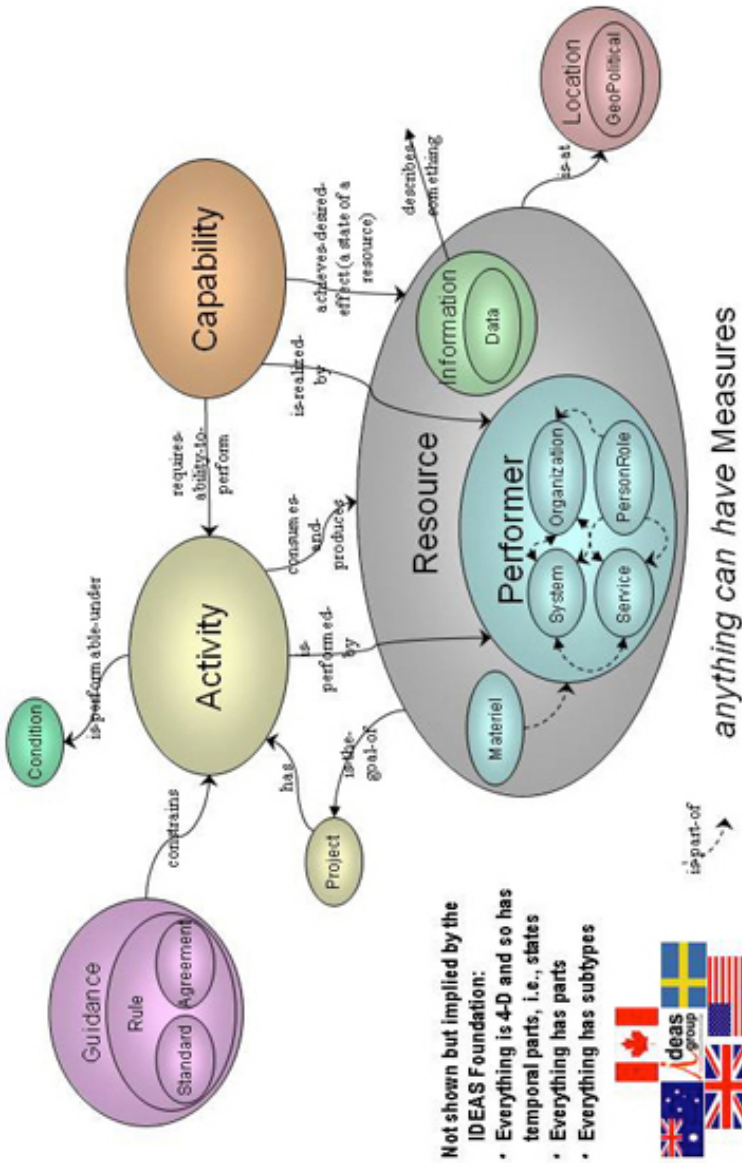 Guidance
Rule
Standard
Agreement
constrains
Condition
is-performable-under
Activity
requires-
ability-to-
perform
Capability
has
Project
is-the-
goal-of
is-
performed-
by
consumes-
and-
produces
is-realized-
by
achieves-desired-
effect (a state of a
resource)
describes-
something
Resource
Materiel
Performer
System
Organization
Service
PersonRole
Information
Data
is-at
Location
GeoPolitical
Not shown but implied by the
IDEAS Foundation:
• Everything is 4-D and so has
temporal parts, i.e., states
• Everything has parts
• Everything has subtypes
ideas
group
is-part-of
anything can have Measures